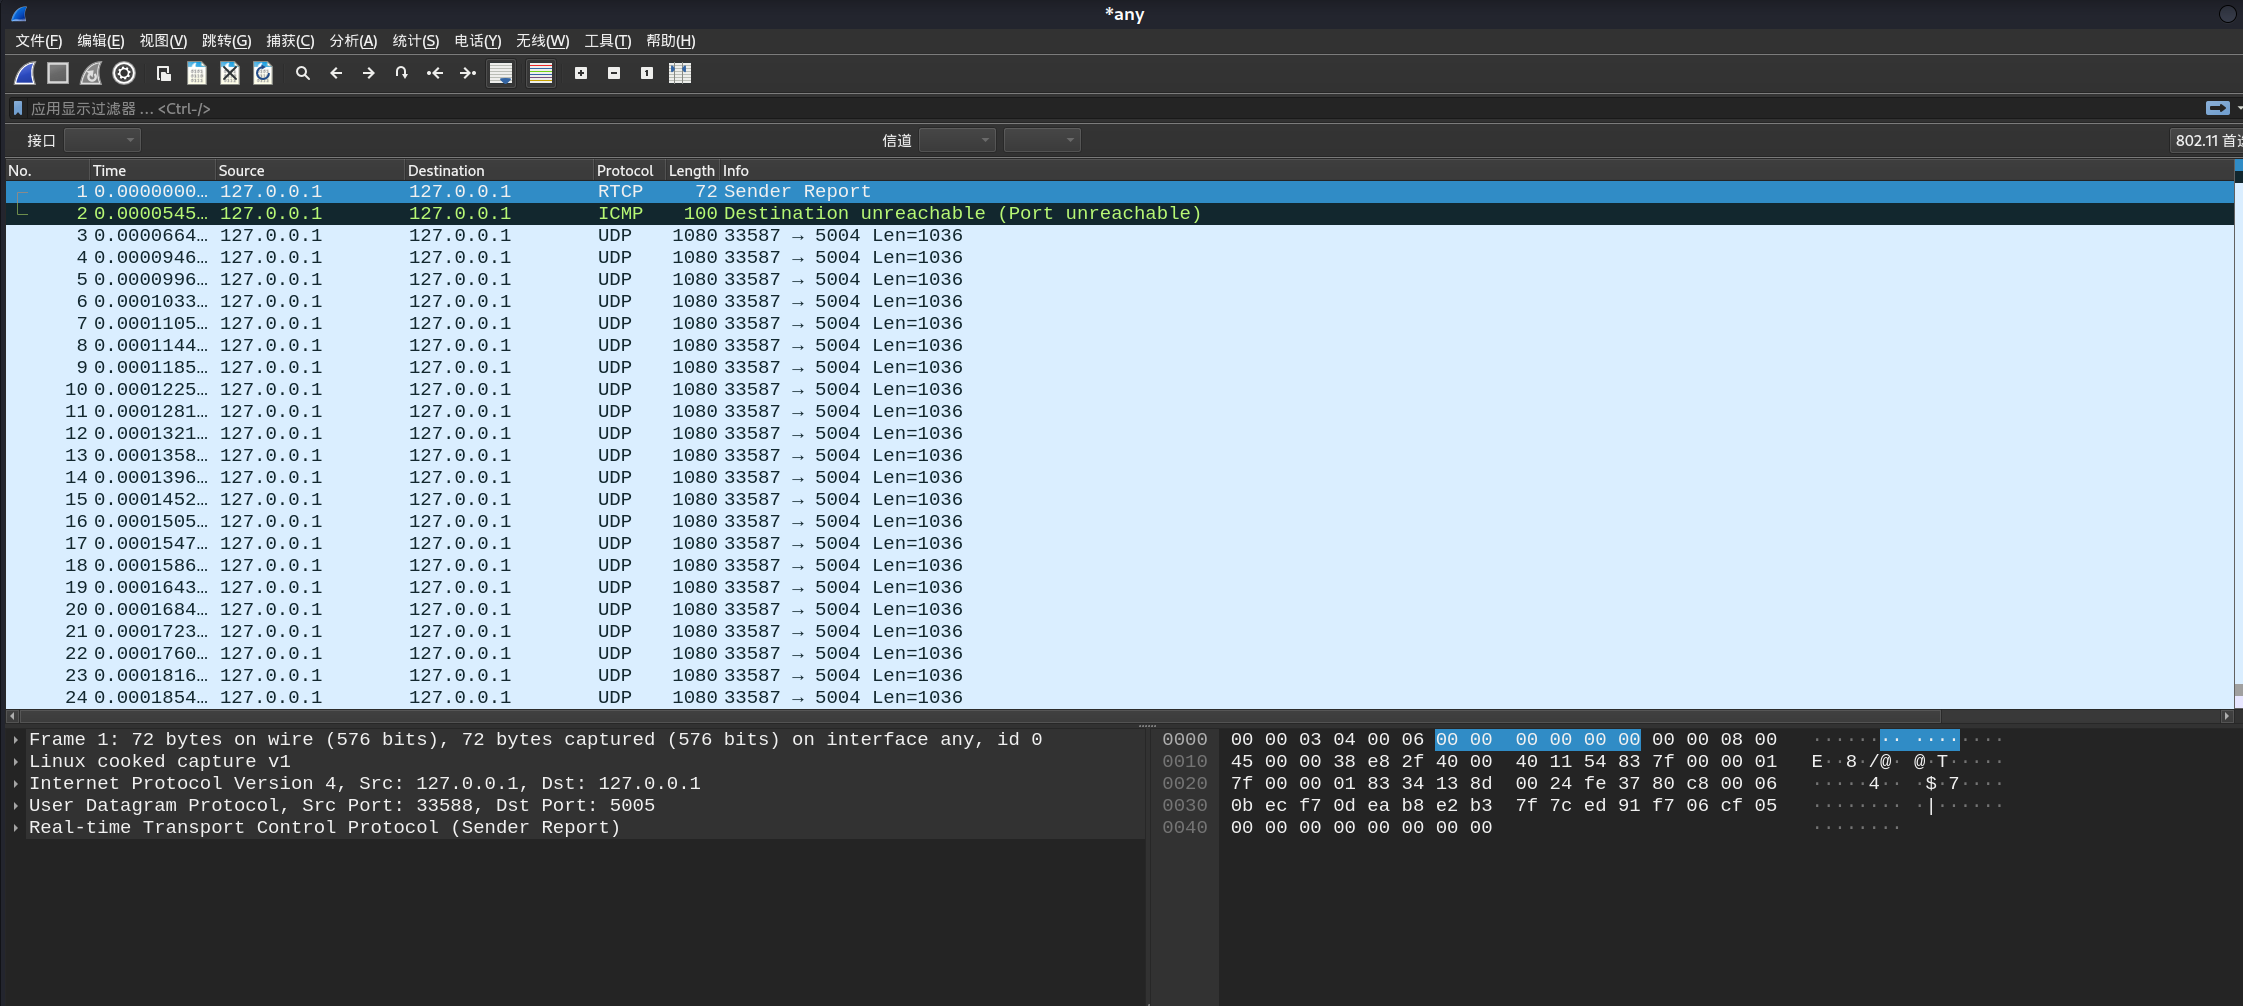 *any
文件(F) 编辑(E) 视图(V) 跳转(G) 捕获(C) 分析(A) 统计(S) 电话(Y) 无线(W) 工具(T) 帮助(H)
应用显示过滤器 … <Ctrl-/>
接口 信道 802.11 首
No. Time Source Destination Protocol Length Info
1 0.0000000… 127.0.0.1 127.0.0.1 RTCP 72 Sender Report
2 0.0000545… 127.0.0.1 127.0.0.1 ICMP 100 Destination unreachable (Port unreachable)
3 0.0000664… 127.0.0.1 127.0.0.1 UDP 1080 33587 → 5004 Len=1036
4 0.0000946… 127.0.0.1 127.0.0.1 UDP 1080 33587 → 5004 Len=1036
5 0.0000996… 127.0.0.1 127.0.0.1 UDP 1080 33587 → 5004 Len=1036
6 0.0001033… 127.0.0.1 127.0.0.1 UDP 1080 33587 → 5004 Len=1036
7 0.0001105… 127.0.0.1 127.0.0.1 UDP 1080 33587 → 5004 Len=1036
8 0.0001144… 127.0.0.1 127.0.0.1 UDP 1080 33587 → 5004 Len=1036
9 0.0001185… 127.0.0.1 127.0.0.1 UDP 1080 33587 → 5004 Len=1036
10 0.0001225… 127.0.0.1 127.0.0.1 UDP 1080 33587 → 5004 Len=1036
11 0.0001281… 127.0.0.1 127.0.0.1 UDP 1080 33587 → 5004 Len=1036
12 0.0001321… 127.0.0.1 127.0.0.1 UDP 1080 33587 → 5004 Len=1036
13 0.0001358… 127.0.0.1 127.0.0.1 UDP 1080 33587 → 5004 Len=1036
14 0.0001396… 127.0.0.1 127.0.0.1 UDP 1080 33587 → 5004 Len=1036
15 0.0001452… 127.0.0.1 127.0.0.1 UDP 1080 33587 → 5004 Len=1036
16 0.0001505… 127.0.0.1 127.0.0.1 UDP 1080 33587 → 5004 Len=1036
17 0.0001547… 127.0.0.1 127.0.0.1 UDP 1080 33587 → 5004 Len=1036
18 0.0001586… 127.0.0.1 127.0.0.1 UDP 1080 33587 → 5004 Len=1036
19 0.0001643… 127.0.0.1 127.0.0.1 UDP 1080 33587 → 5004 Len=1036
20 0.0001684… 127.0.0.1 127.0.0.1 UDP 1080 33587 → 5004 Len=1036
21 0.0001723… 127.0.0.1 127.0.0.1 UDP 1080 33587 → 5004 Len=1036
22 0.0001760… 127.0.0.1 127.0.0.1 UDP 1080 33587 → 5004 Len=1036
23 0.0001816… 127.0.0.1 127.0.0.1 UDP 1080 33587 → 5004 Len=1036
24 0.0001854… 127.0.0.1 127.0.0.1 UDP 1080 33587 → 5004 Len=1036
Frame 1: 72 bytes on wire (576 bits), 72 bytes captured (576 bits) on interface any, id 0
Linux cooked capture v1
Internet Protocol Version 4, Src: 127.0.0.1, Dst: 127.0.0.1
User Datagram Protocol, Src Port: 33588, Dst Port: 5005
Real-time Transport Control Protocol (Sender Report)
0000 00 00 03 04 00 06 00 00 00 00 00 00 00 00 08 00 ················
0010 45 00 00 38 e8 2f 40 00 40 11 54 83 7f 00 00 01 E··8·/@·@·T·····
0020 7f 00 00 01 83 34 13 8d 00 24 fe 37 80 c8 00 06 ·····4···$·7····
0030 0b ec f7 0d ea b8 e2 b3 7f 7c ed 91 f7 06 cf 05 ·········|······
0040 00 00 00 00 00 00 00 00 ········